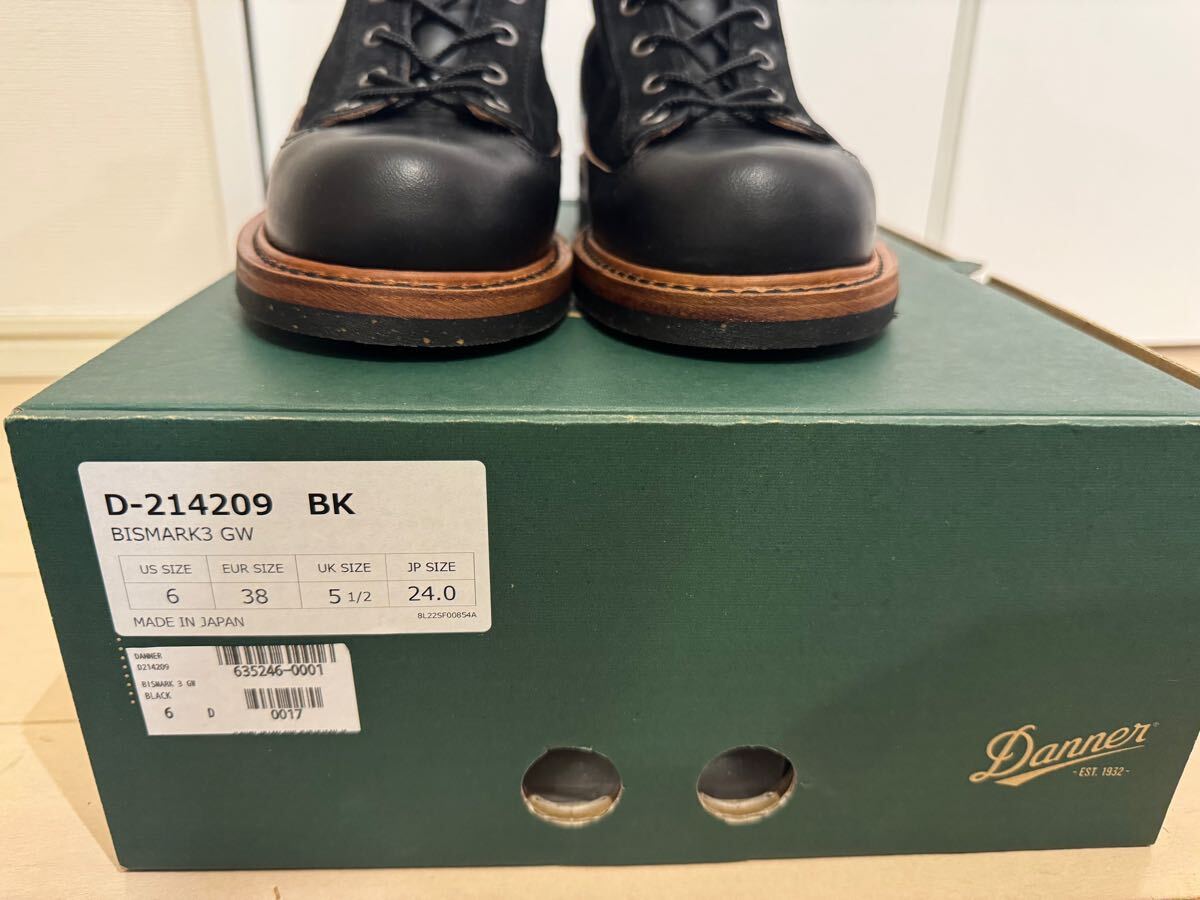 D-214209 BK
BISMARK3 GW
US SIZE EUR SIZE UK SIZE JP SIZE
6 38 5 1/2 24.0
MADE IN JAPAN 8L22SF00854A
DANNER
D214209
635246-0001
BISMARK 3 GW
BLACK
6 D 0017
Danner
-EST. 1932-